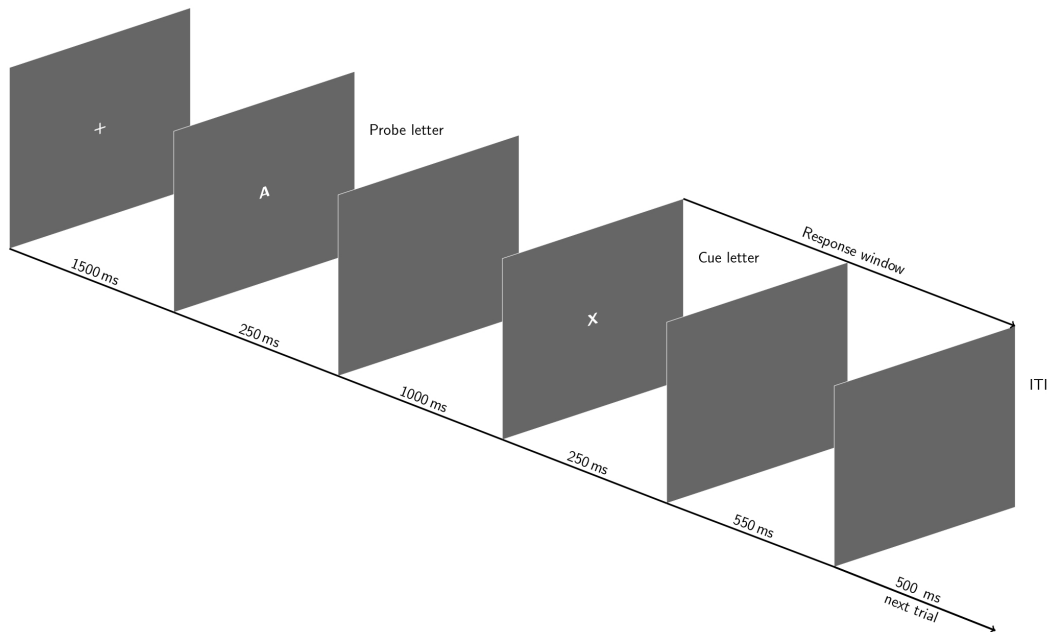 +
1500 ms
A
Probe letter
250 ms
1000 ms
X
Cue letter
250 ms
Response window
550 ms
ITI
500 ms
next trial